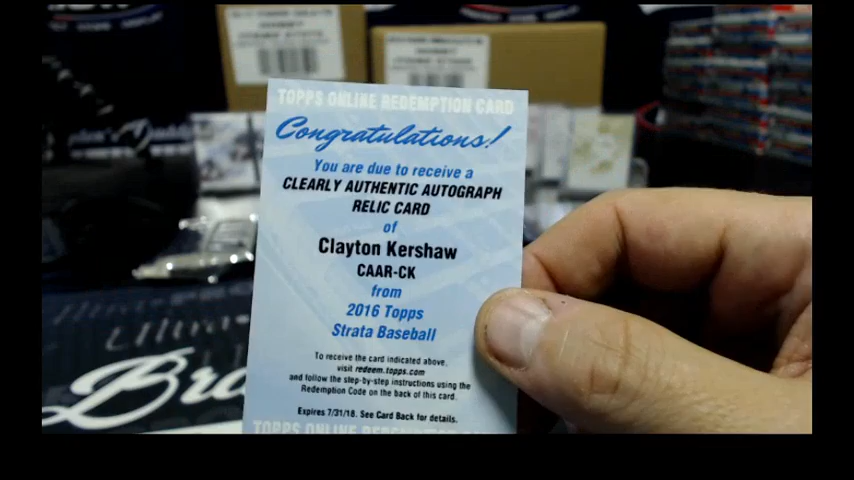 TOPPS ONLINE REDEMPTION CARD
Congratulations!
You are due to receive a
CLEARLY AUTHENTIC AUTOGRAPH
RELIC CARD
of
Clayton Kershaw
CAAR-CK
from
2016 Topps
Strata Baseball
To receive the card indicated above,
visit redeem.topps.com
and follow the step-by-step instructions using the
Redemption Code on the back of this card.
Expires 7/31/18. See Card Back for details.
TOPPS ONLINE